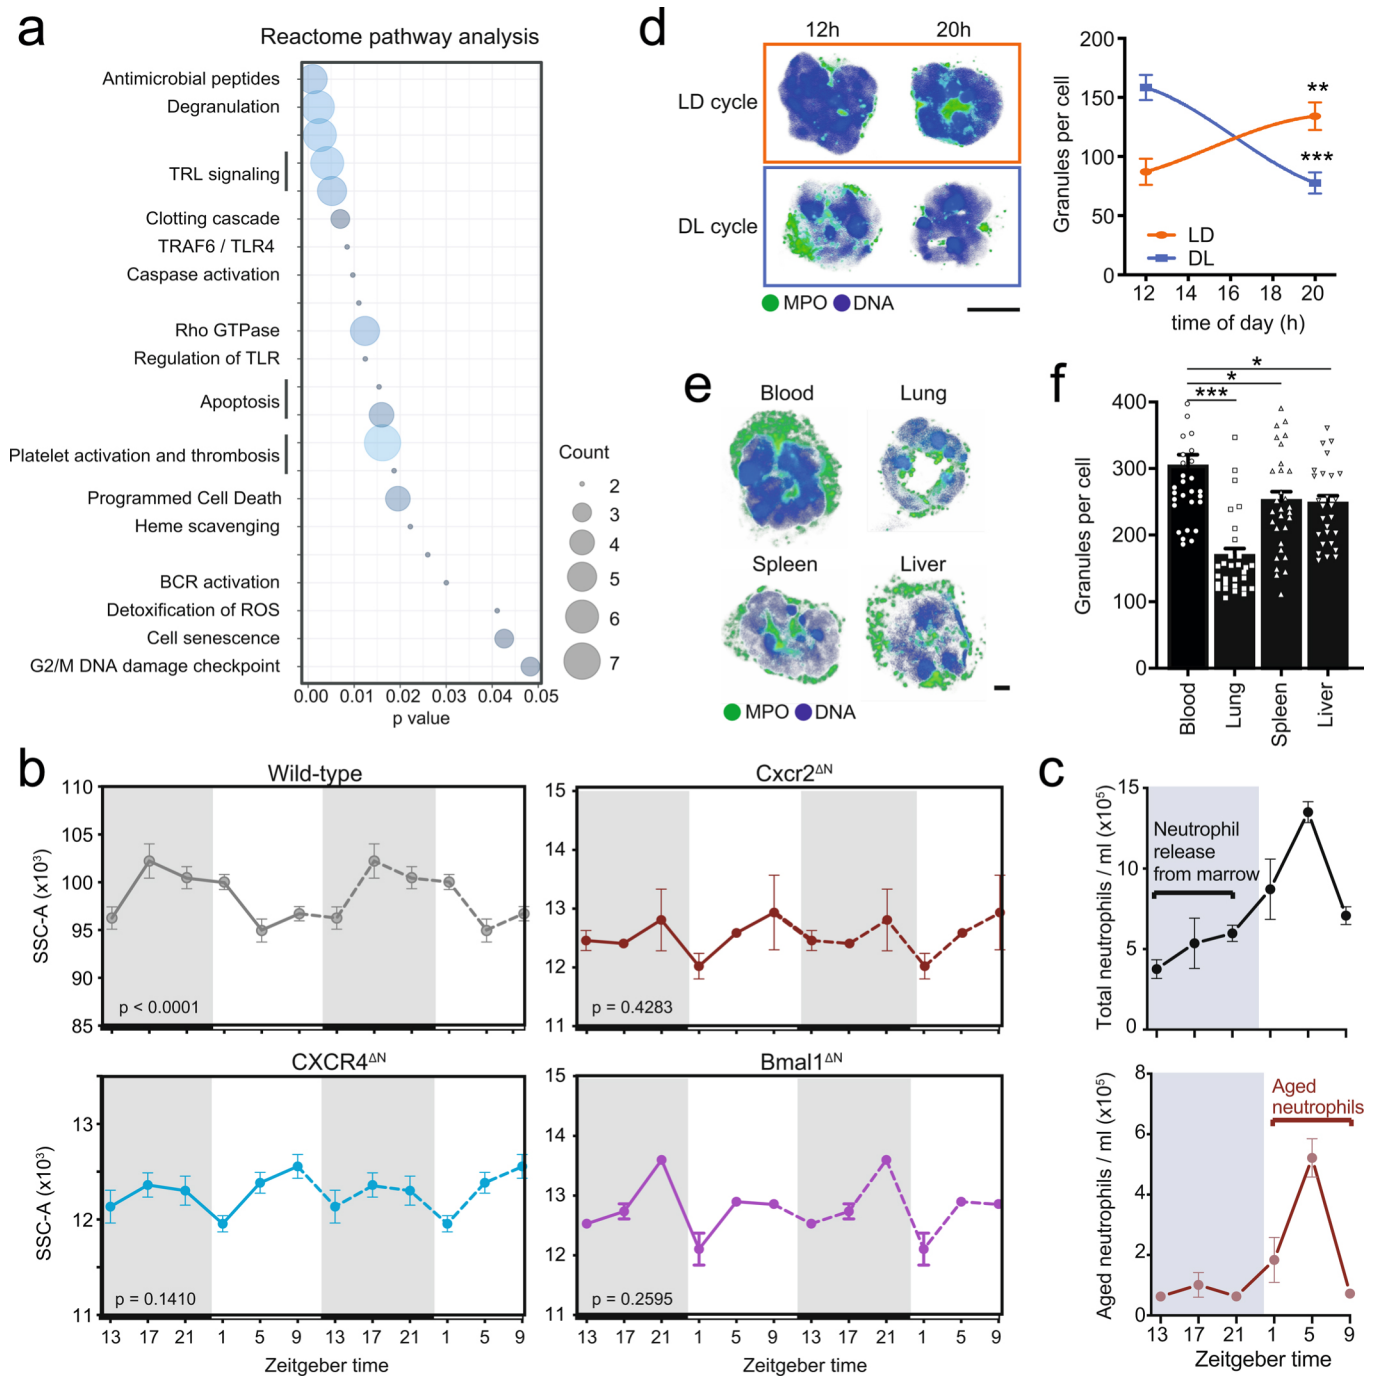 a
Reactome pathway analysis
Antimicrobial peptides
Degranulation
TRL signaling
Clotting cascade
TRAF6 / TLR4
Caspase activation
Rho GTPase
Regulation of TLR
Apoptosis
Platelet activation and thrombosis
Programmed Cell Death
Heme scavenging
BCR activation
Detoxification of ROS
Cell senescence
G2/M DNA damage checkpoint
0.00 0.01 0.02 0.03 0.04 0.05
p value
Count
2
3
4
5
6
7
d
12h 20h
LD cycle
DL cycle
MPO DNA
200
150
100
50
0
Granules per cell
**
***
LD
DL
12 14 16 18 20
time of day (h)
e
Blood Lung
Spleen Liver
MPO DNA
f
*
*
***
400
300
200
100
0
Granules per cell
Blood
Lung
Spleen
Liver
b
Wild-type
110
105
100
95
90
85
SSC-A (x10³)
p < 0.0001
Cxcr2ΔN
15
14
13
12
11
p = 0.4283
CXCR4ΔN
13
12
11
SSC-A (x10³)
p = 0.1410
13 17 21 1 5 9 13 17 21 1 5 9
Zeitgeber time
Bmal1ΔN
15
14
13
12
11
p = 0.2595
13 17 21 1 5 9 13 17 21 1 5 9
Zeitgeber time
c
15
10
5
0
Total neutrophils / ml (x10⁵)
Neutrophil
release
from marrow
8
6
4
2
0
Aged neutrophils / ml (x10⁵)
Aged
neutrophils
13 17 21 1 5 9
Zeitgeber time